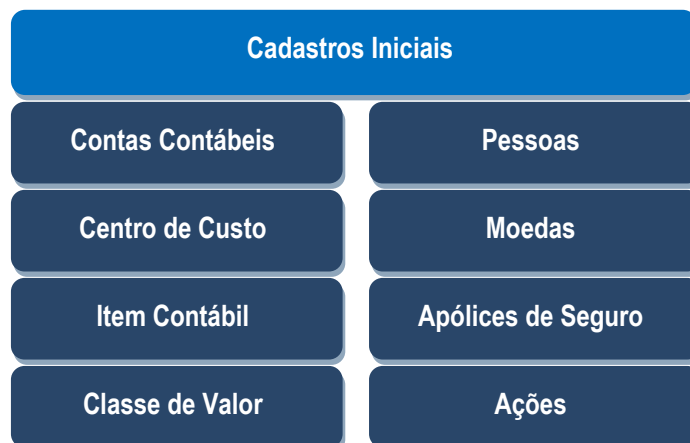 Cadastros Iniciais
Contas Contábeis
Pessoas
Centro de Custo
Moedas
Item Contábil
Apólices de Seguro
Classe de Valor
Ações